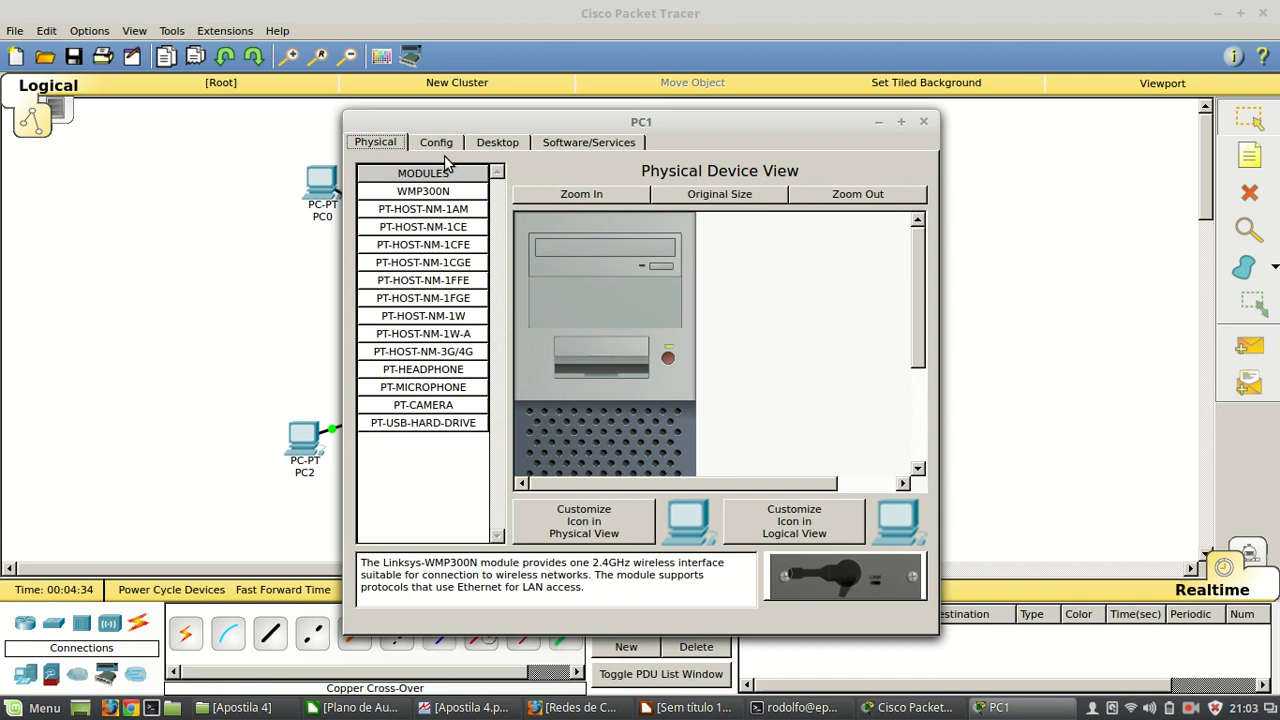 Cisco Packet Tracer
File Edit Options View Tools Extensions Help
Logical [Root] New Cluster Move Object Set Tiled Background Viewport
PC1
Physical Config Desktop Software/Services
MODULES
WMP300N
PT-HOST-NM-1AM
PT-HOST-NM-1CE
PT-HOST-NM-1CFE
PT-HOST-NM-1CGE
PT-HOST-NM-1FFE
PT-HOST-NM-1FGE
PT-HOST-NM-1W
PT-HOST-NM-1W-A
PT-HOST-NM-3G/4G
PT-HEADPHONE
PT-MICROPHONE
PT-CAMERA
PT-USB-HARD-DRIVE
Physical Device View
Zoom In Original Size Zoom Out
PC-PT
PC0
PC-PT
PC2
Customize
Icon in
Physical View
Customize
Icon in
Logical View
The Linksys-WMP300N module provides one 2.4GHz wireless interface
suitable for connection to wireless networks. The module supports
protocols that use Ethernet for LAN access.
LINK
Time: 00:04:34 Power Cycle Devices Fast Forward Time Realtime
estination Type Color Time(sec) Periodic Num
Connections
New Delete
Toggle PDU List Window
Copper Cross-Over
Menu [Apostila 4] [Plano de Au... [Apostila 4.p... [Redes de C... [Sem título 1... rodolfo@ep... Cisco Packet... PC1 21:03